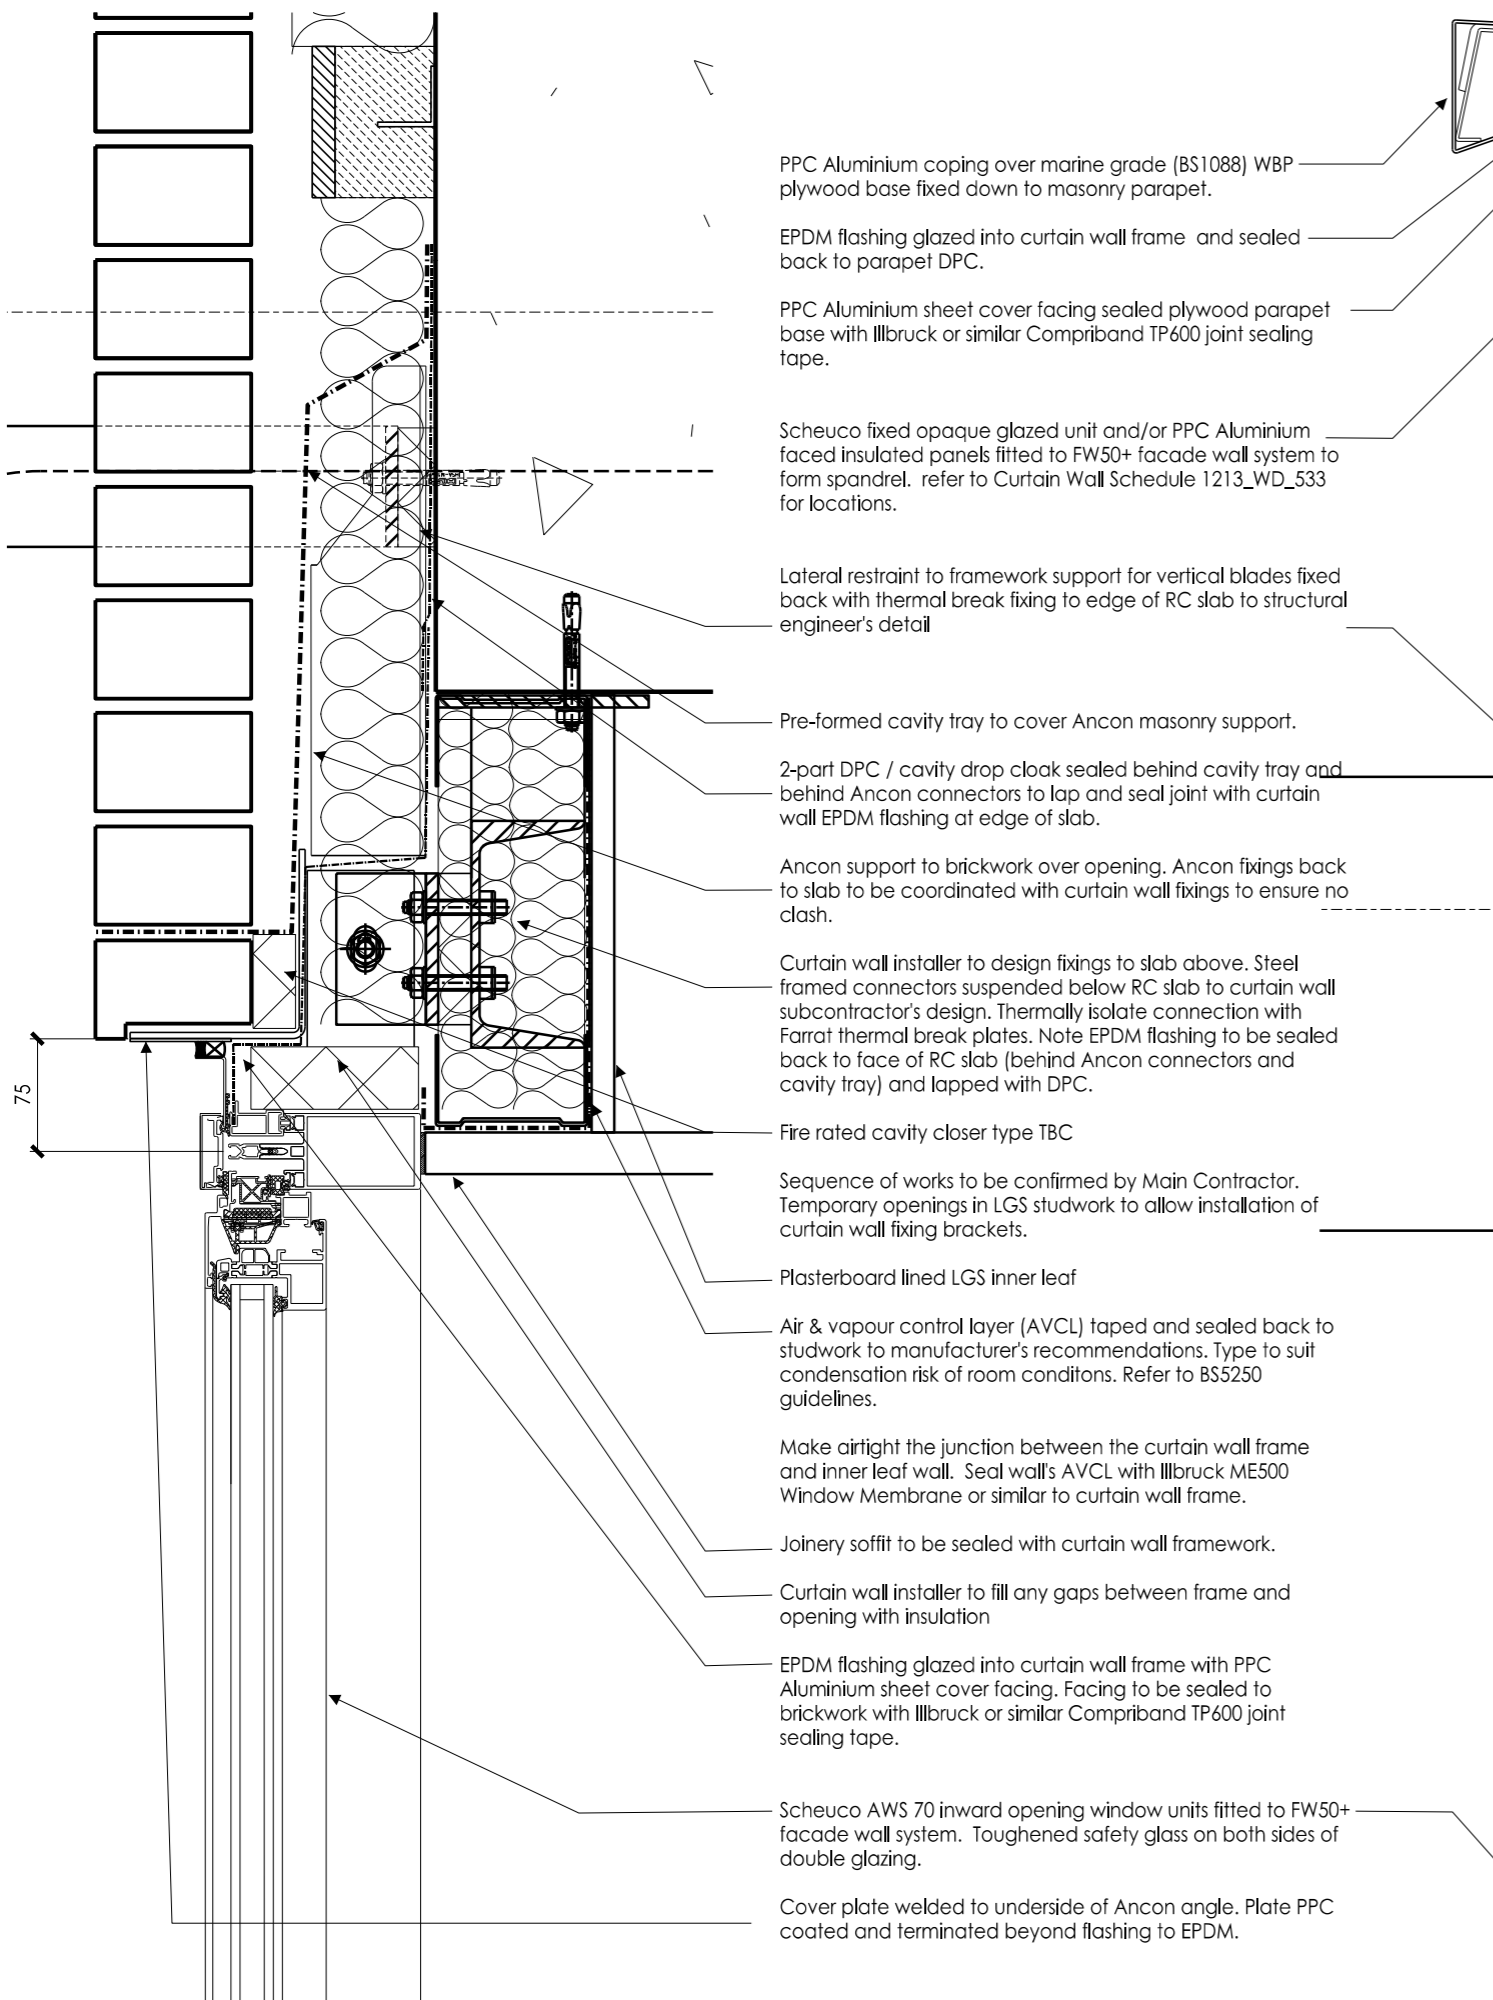 PPC Aluminium coping over marine grade (BS1088) WBP
plywood base fixed down to masonry parapet.
EPDM flashing glazed into curtain wall frame and sealed
back to parapet DPC.
PPC Aluminium sheet cover facing sealed plywood parapet
base with Illbruck or similar Compriband TP600 joint sealing
tape.
Scheuco fixed opaque glazed unit and/or PPC Aluminium
faced insulated panels fitted to FW50+ facade wall system to
form spandrel. refer to Curtain Wall Schedule 1213_WD_533
for locations.
Lateral restraint to framework support for vertical blades fixed
back with thermal break fixing to edge of RC slab to structural
engineer's detail
Pre-formed cavity tray to cover Ancon masonry support.
2-part DPC / cavity drop cloak sealed behind cavity tray and
behind Ancon connectors to lap and seal joint with curtain
wall EPDM flashing at edge of slab.
Ancon support to brickwork over opening. Ancon fixings back
to slab to be coordinated with curtain wall fixings to ensure no
clash.
Curtain wall installer to design fixings to slab above. Steel
framed connectors suspended below RC slab to curtain wall
subcontractor's design. Thermally isolate connection with
Farrat thermal break plates. Note EPDM flashing to be sealed
back to face of RC slab (behind Ancon connectors and
cavity tray) and lapped with DPC.
75
Fire rated cavity closer type TBC
Sequence of works to be confirmed by Main Contractor.
Temporary openings in LGS studwork to allow installation of
curtain wall fixing brackets.
Plasterboard lined LGS inner leaf
Air & vapour control layer (AVCL) taped and sealed back to
studwork to manufacturer's recommendations. Type to suit
condensation risk of room conditons. Refer to BS5250
guidelines.
Make airtight the junction between the curtain wall frame
and inner leaf wall. Seal wall's AVCL with Illbruck ME500
Window Membrane or similar to curtain wall frame.
Joinery soffit to be sealed with curtain wall framework.
Curtain wall installer to fill any gaps between frame and
opening with insulation
EPDM flashing glazed into curtain wall frame with PPC
Aluminium sheet cover facing. Facing to be sealed to
brickwork with Illbruck or similar Compriband TP600 joint
sealing tape.
Scheuco AWS 70 inward opening window units fitted to FW50+
facade wall system. Toughened safety glass on both sides of
double glazing.
Cover plate welded to underside of Ancon angle. Plate PPC
coated and terminated beyond flashing to EPDM.